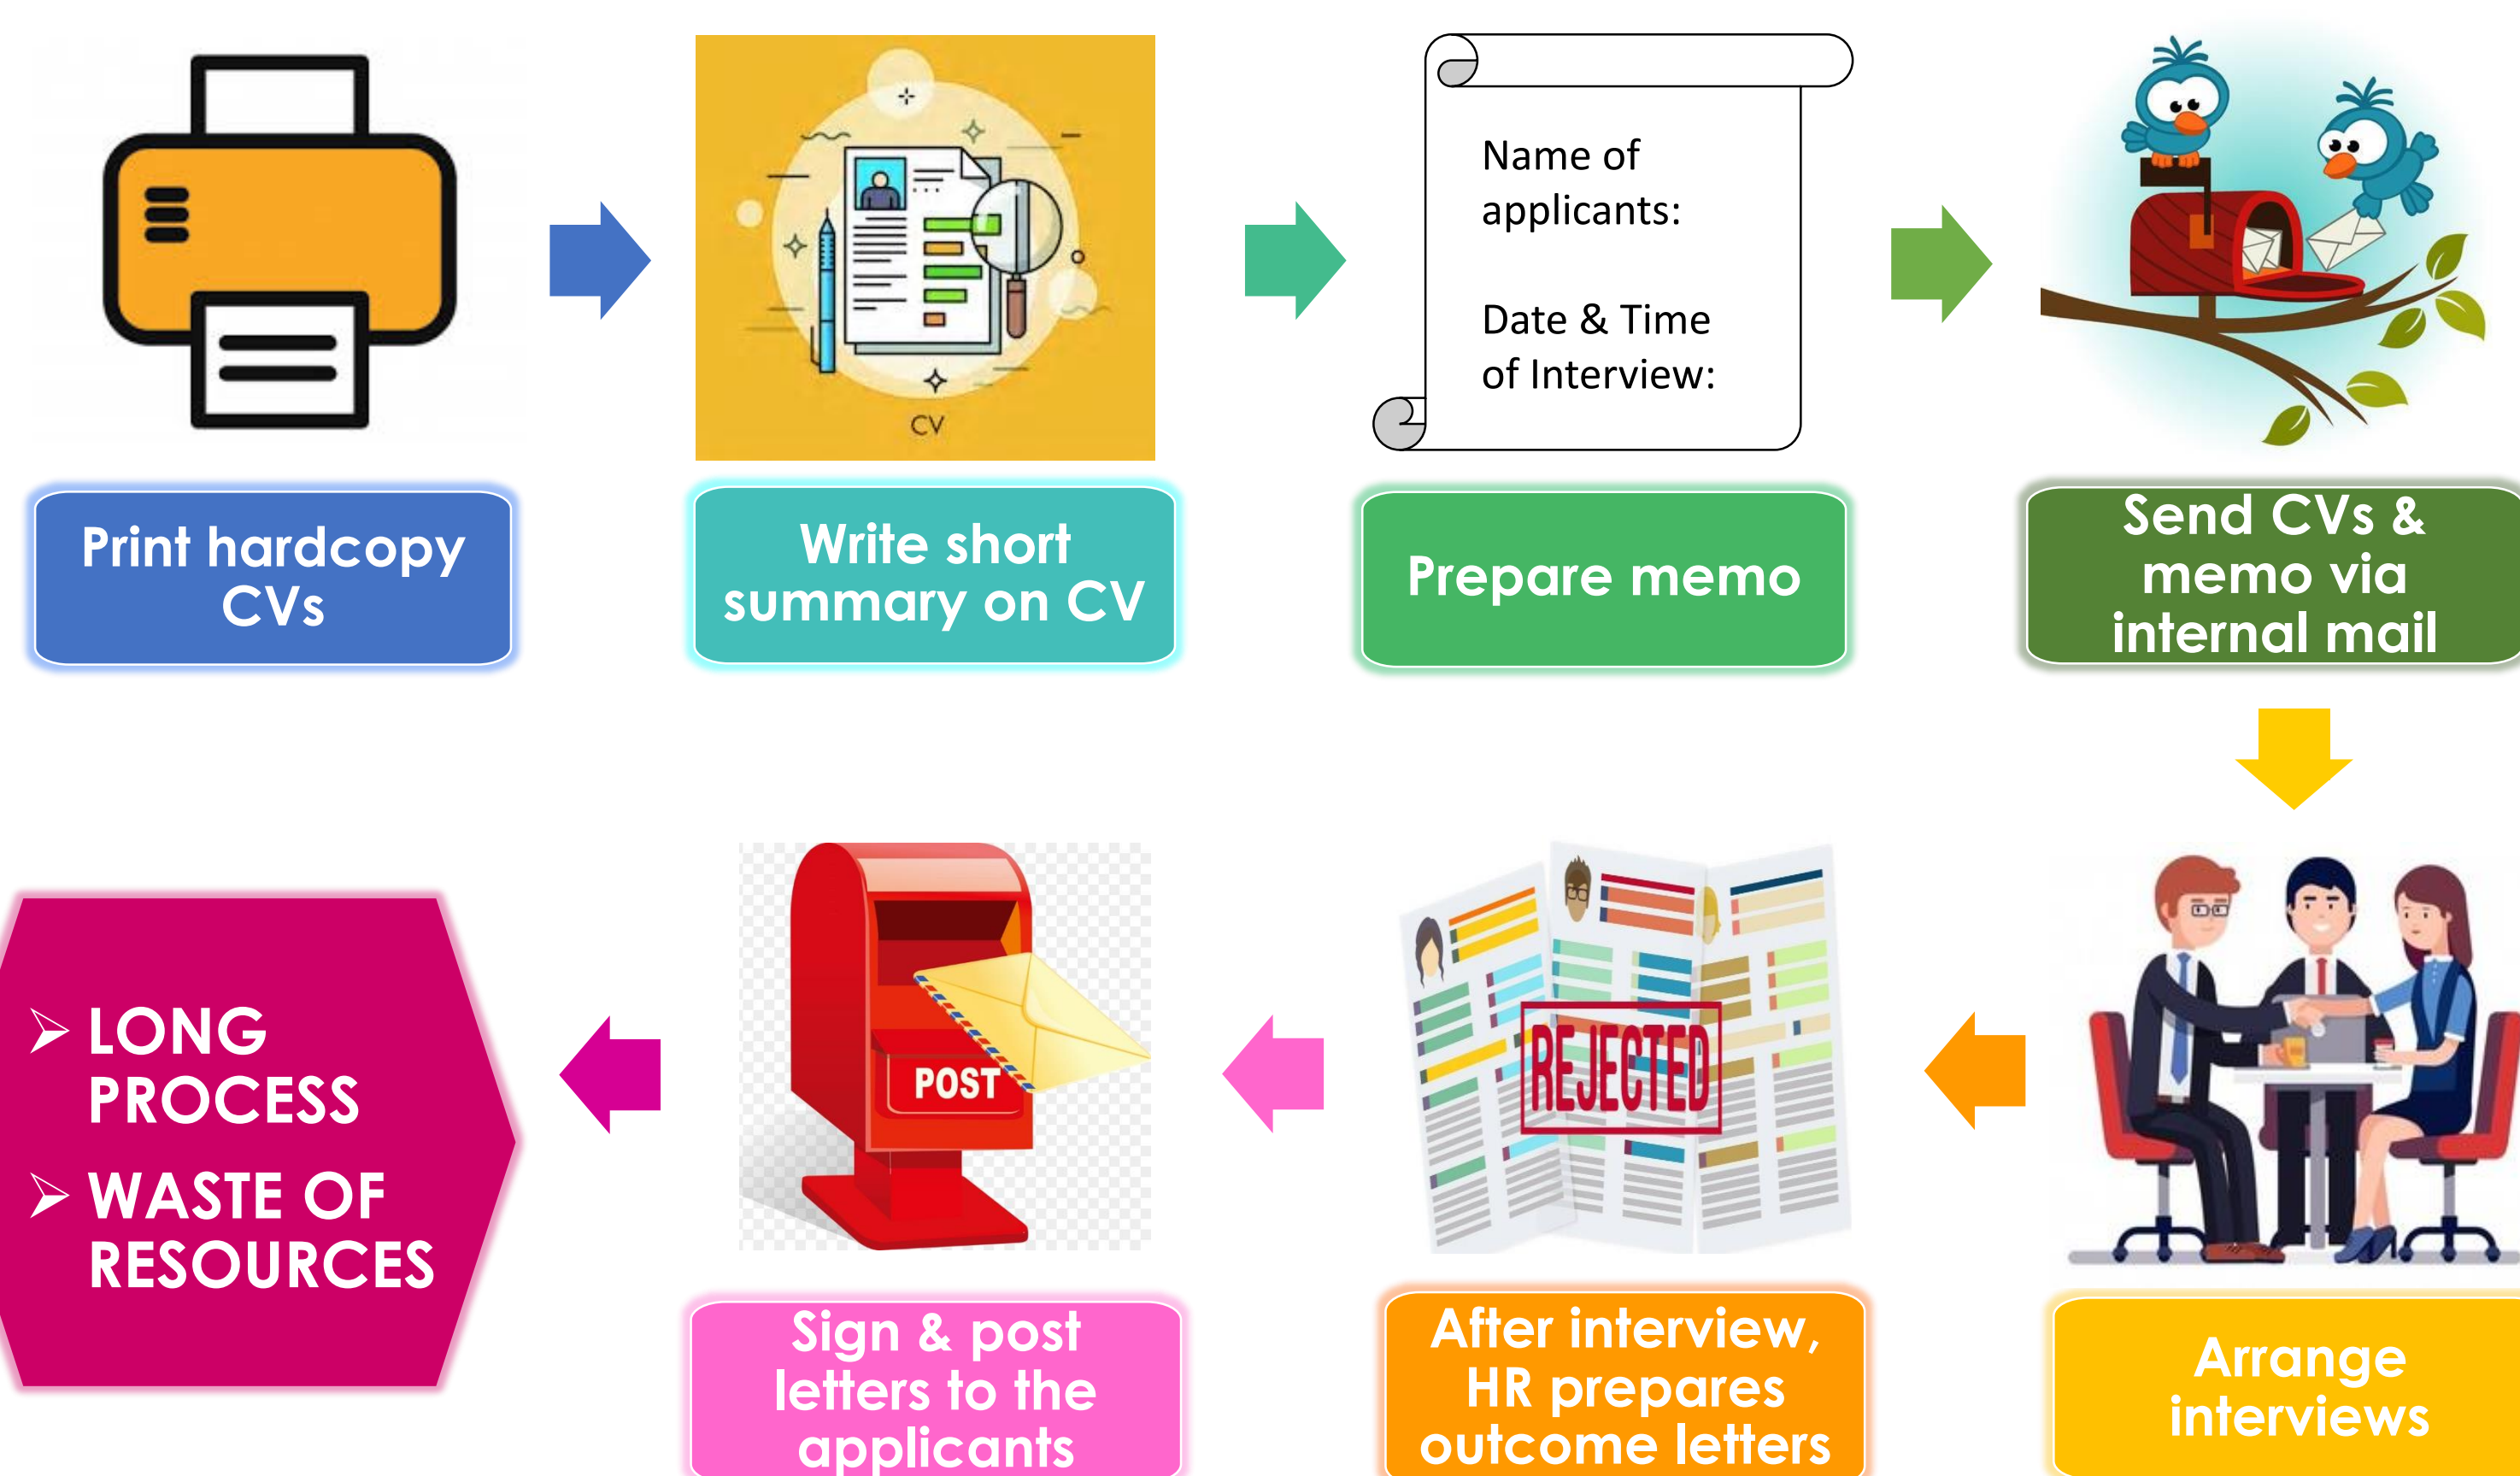 CV
Name of
applicants:
Date & Time
of Interview:
Print hardcopy
CVs
Write short
summary on CV
Prepare memo
Send CVs &
memo via
internal mail
➢ LONG
PROCESS
➢ WASTE OF
RESOURCES
POST
REJECTED
Sign & post
letters to the
applicants
After interview,
HR prepares
outcome letters
Arrange
interviews